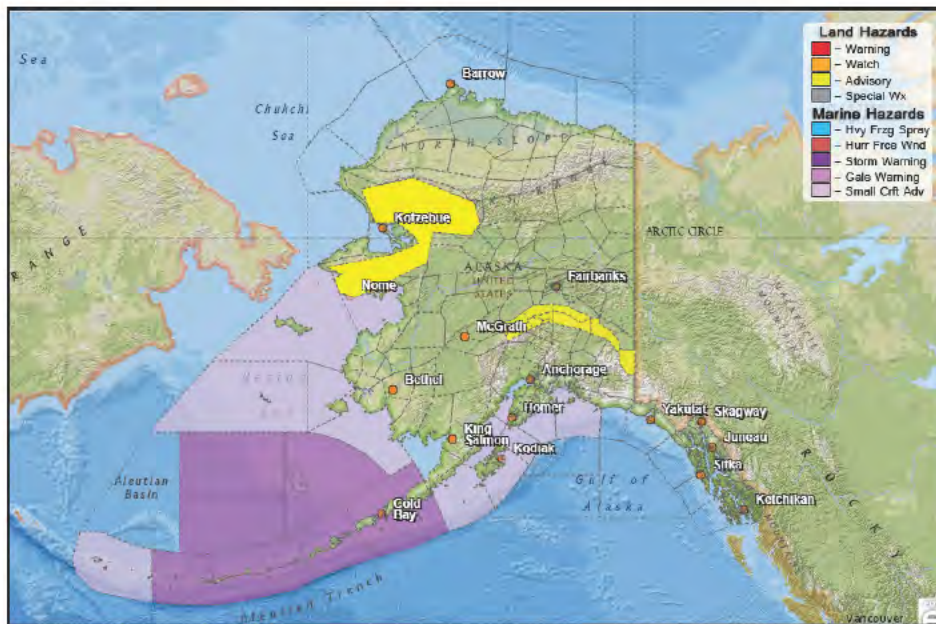 Sea
Chukchi
Sea
Barrow
NORTH SLOPE
Kotzebue
RANGE
ARCTIC CIRCLE
ALASKA
UNITED
STATES
Nome
Fairbanks
McGrath
Anchorage
Bethel
Homer
Yakutat
Skagway
King
Salmon
Juneau
Kodiak
Sitka
Aleutian
Basin
Gulf of
Alaska
Cold
Bay
Ketchikan
ROCKY
Aleutian Trench
Vancouver
Land Hazards
– Warning
– Watch
– Advisory
– Special Wx
Marine Hazards
– Hvy Frzg Spray
– Hurr Frce Wnd
– Storm Warning
– Gale Warning
– Small Crft Adv